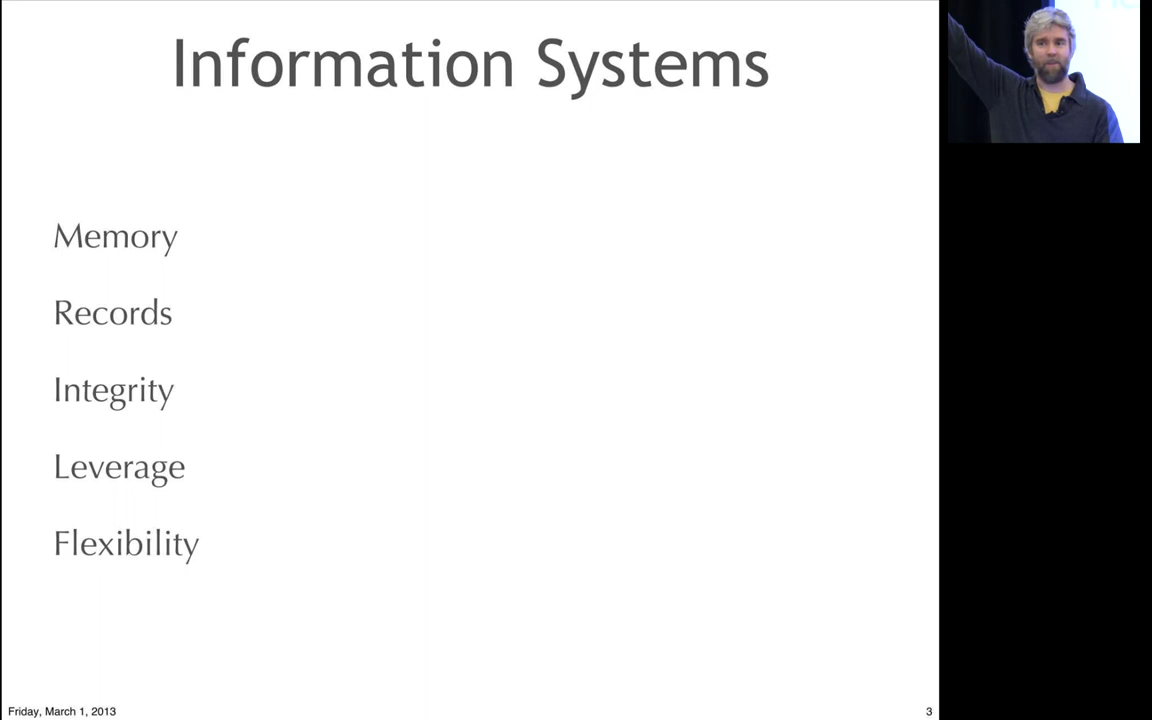 Information Systems
Memory
Records
Integrity
Leverage
Flexibility
Friday, March 1, 2013
3